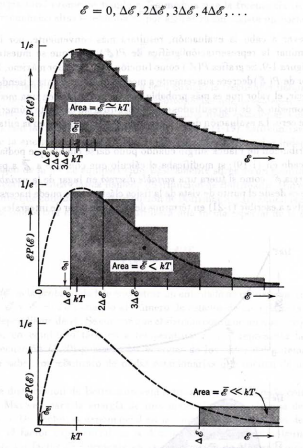 ℰ = 0, Δℰ, 2Δℰ, 3Δℰ, 4Δℰ, . . .
1/e
ℰP(ℰ)
Area = ℰ̅ ≃ kT
0
Δℰ
2Δℰ
3Δℰ
kT
ℰ̅
ℰ
1/e
ℰP(ℰ)
Area = ℰ̅ < kT
0
ℰ̅
Δℰ
kT
2Δℰ
3Δℰ
ℰ
1/e
ℰP(ℰ)
Area = ℰ̅ ≪ kT
0
ℰ̅
kT
Δℰ
ℰ